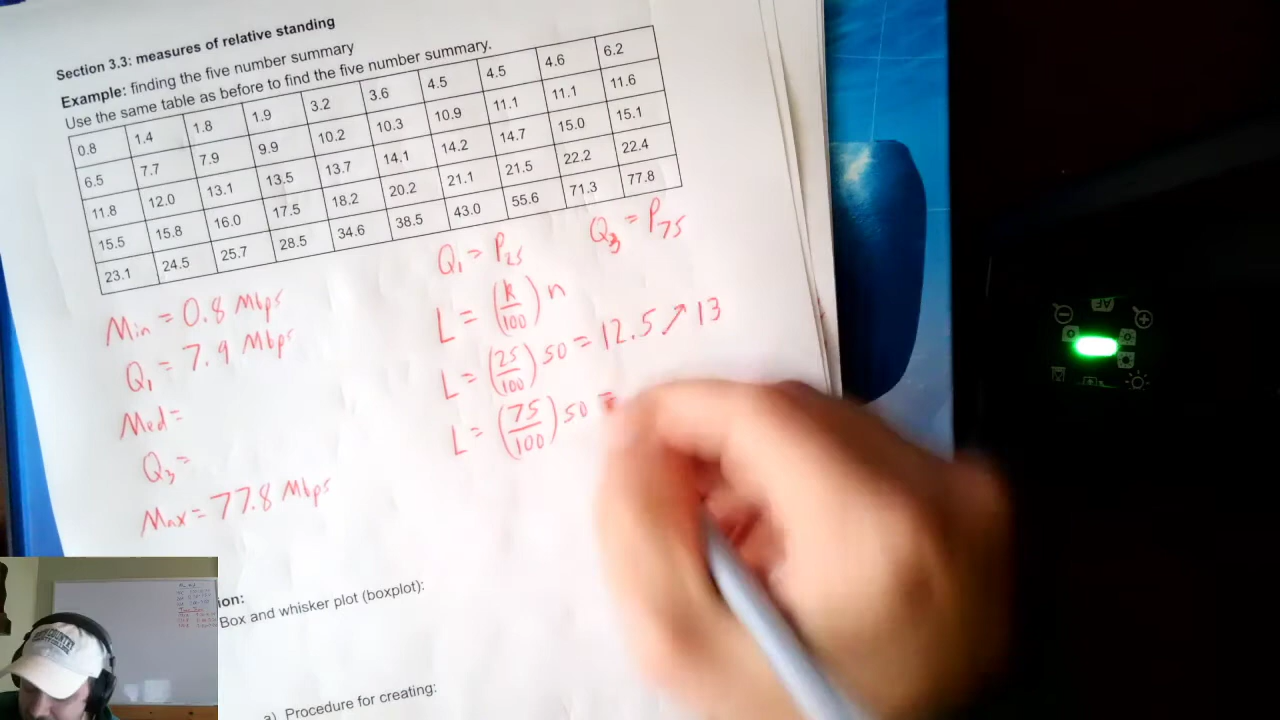 Section 3.3: measures of relative standing
Example: finding the five number summary
Use the same table as before to find the five number summary.
0.8 1.4 1.8 1.9 3.2 3.6 4.5 4.5 4.6 6.2
6.5 7.7 7.9 9.9 10.2 10.3 10.9 11.1 11.1 11.6
11.8 12.0 13.1 13.5 13.7 14.1 14.2 14.7 15.0 15.1
15.5 15.8 16.0 17.5 18.2 20.2 21.1 21.5 22.2 22.4
23.1 24.5 25.7 28.5 34.6 38.5 43.0 55.6 71.3 77.8
Min = 0.8 Mbps
Q₁ = 7.9 Mbps
Med =
Q₃ =
Max = 77.8 Mbps
Q₁ = P₂₅ Q₃ = P₇₅
L = (k/100) n
L = (25/100) 50 = 12.5 ↗ 13
L = (75/100) 50 =
ion:
Box and whisker plot (boxplot):
a) Procedure for creating:
AF